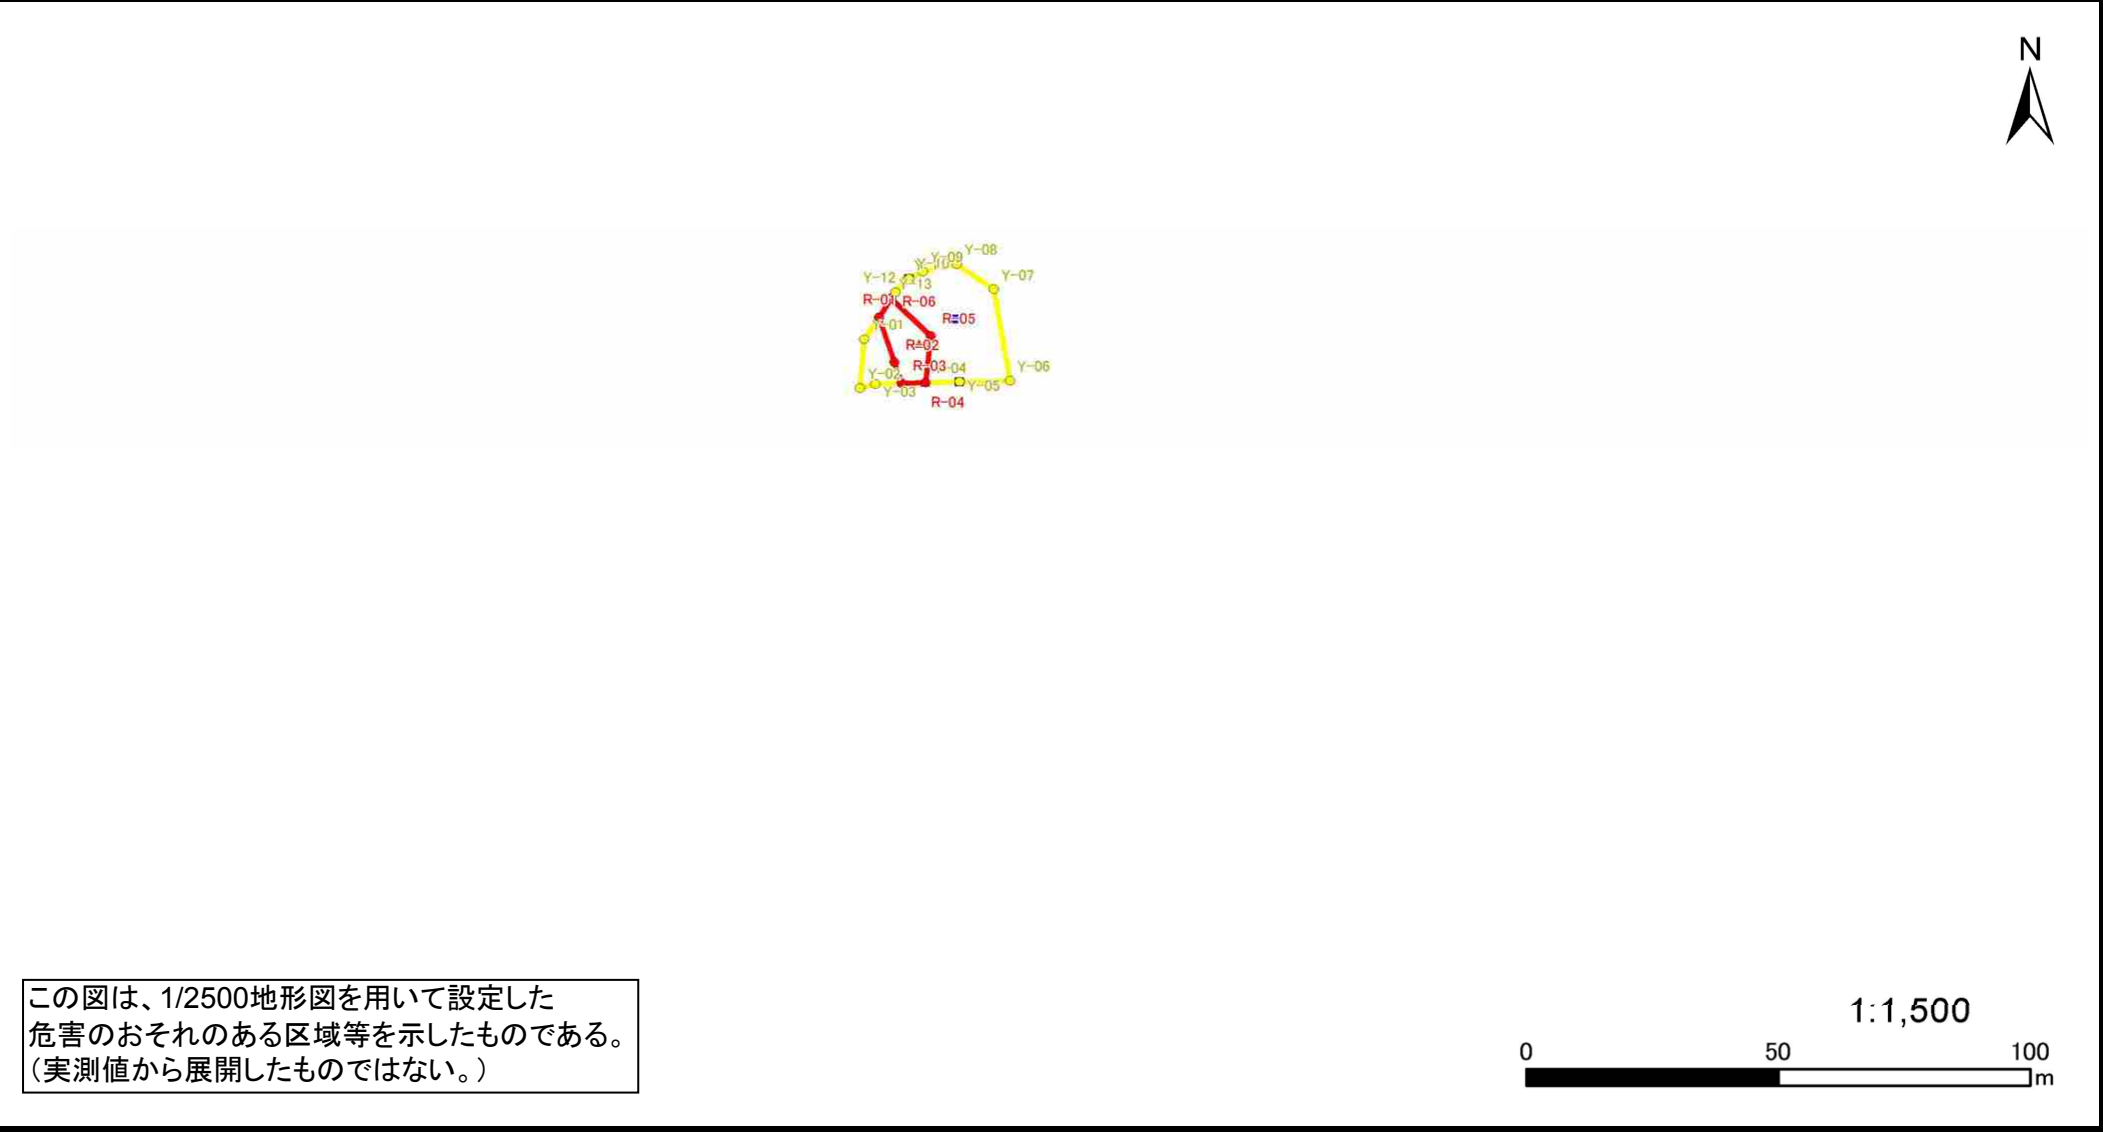 N
Y-08
Y-09
Y-10
Y-07
Y-12
Y-13
R-01
R-06
R-05
Y-01
R-02
R-03
Y-04
Y-06
Y-02
Y-05
Y-03
R-04
この図は、1/2500地形図を用いて設定した
危害のおそれのある区域等を示したものである。
（実測値から展開したものではない。）
1:1,500
0 50 100
m